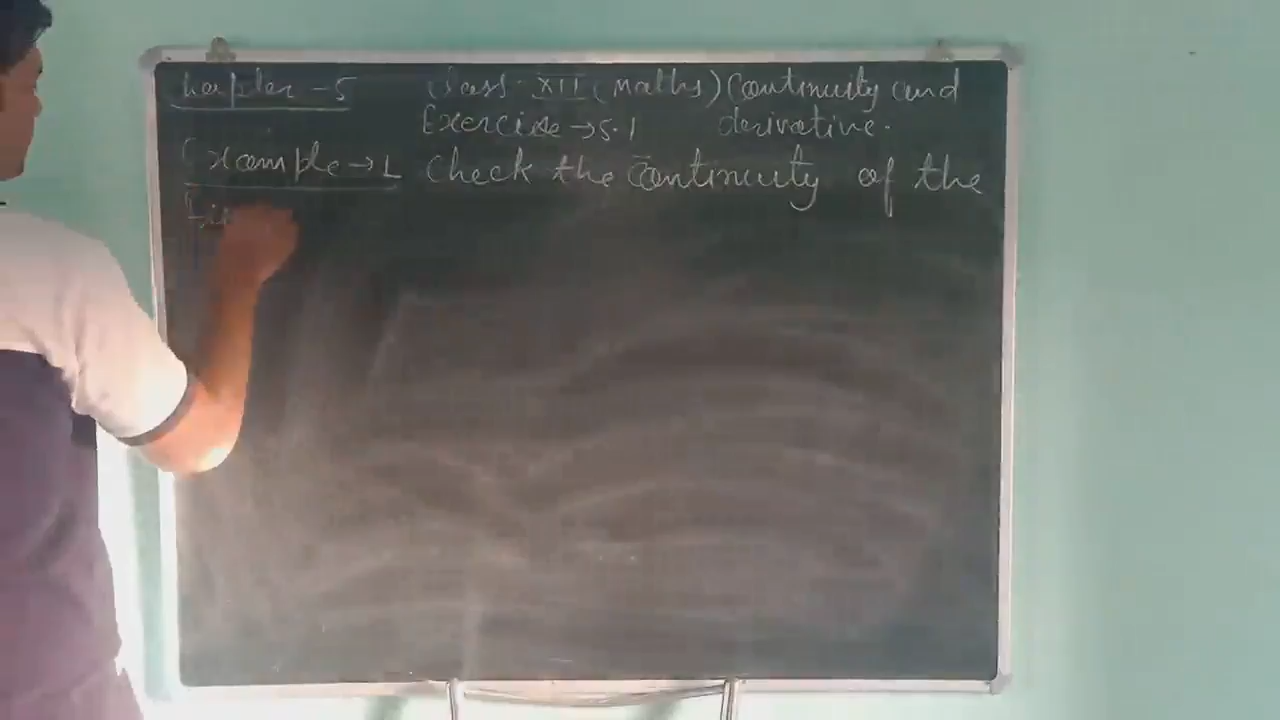 Chapter - 5 Class - XII (Maths) Continuity and
Exercise → 5.1 derivative.
Example → 1 Check the Continuity of the